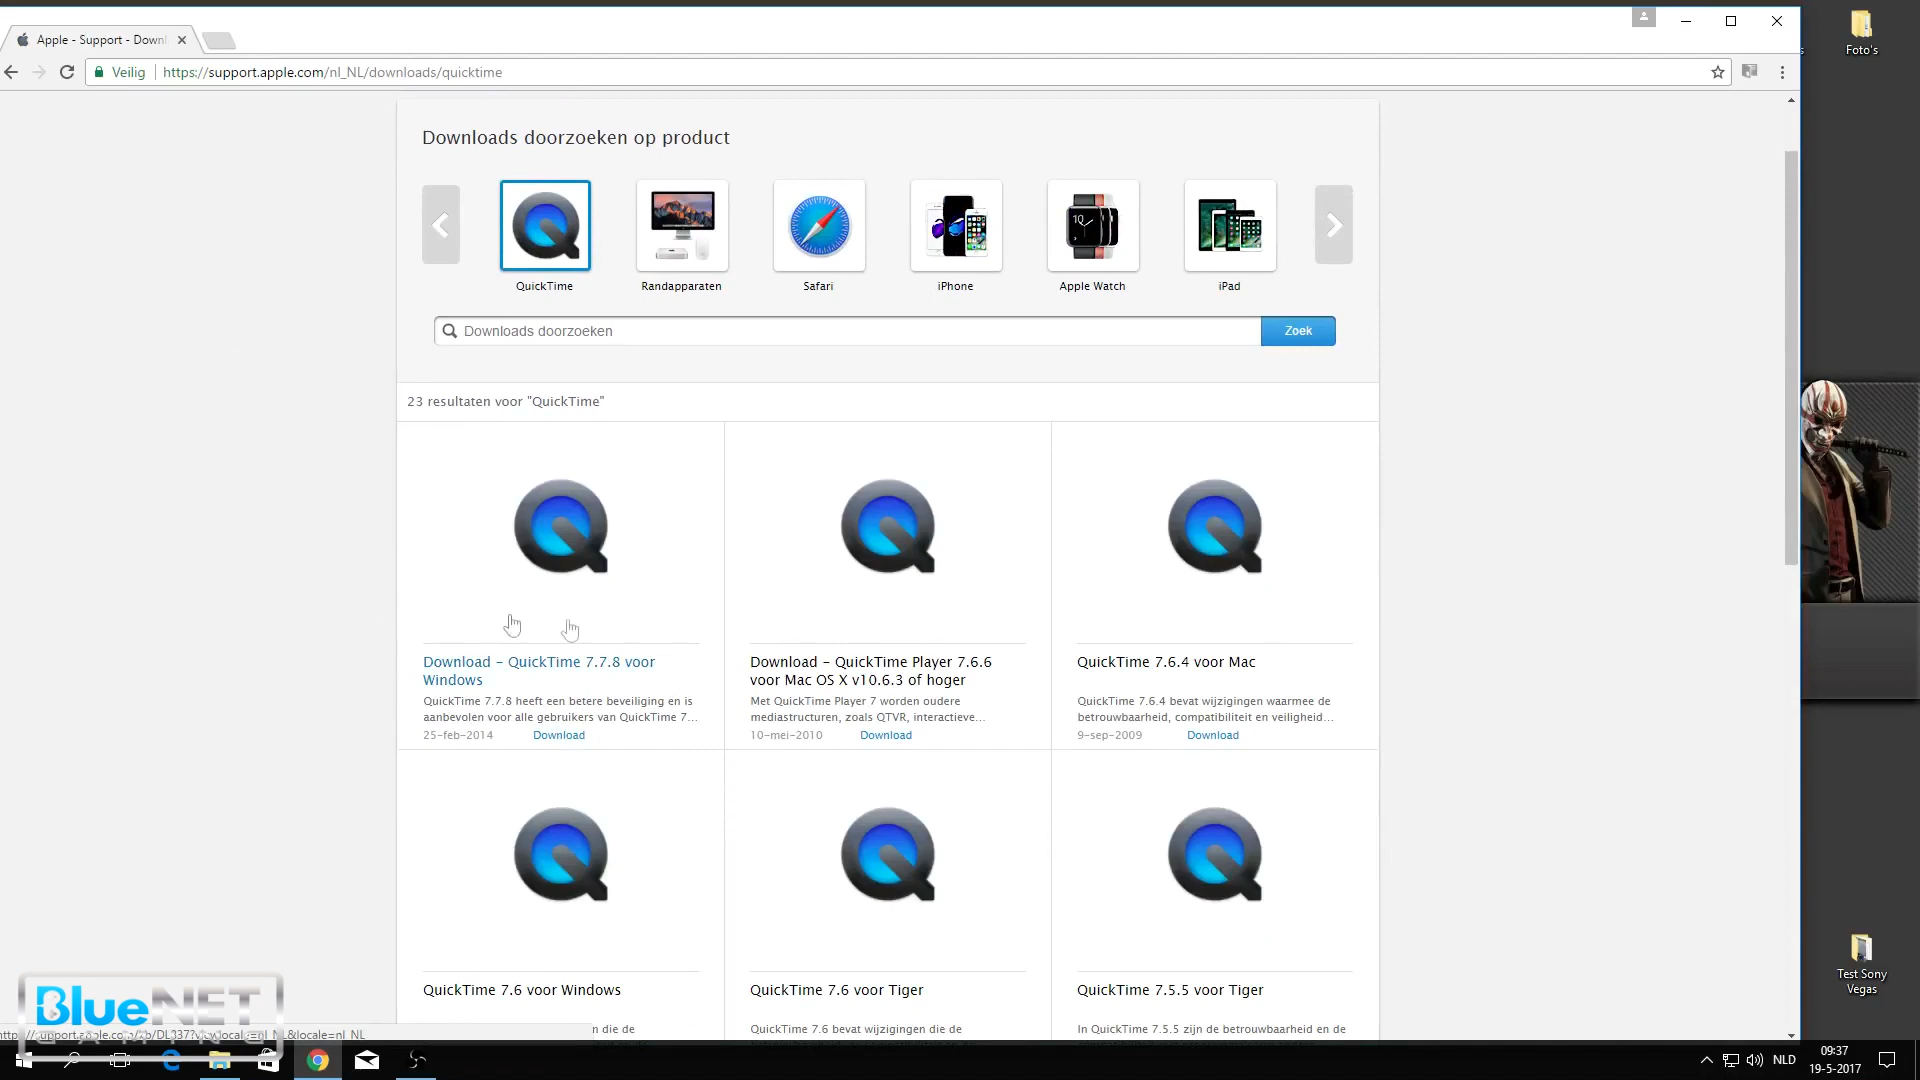 Apple - Support - Downl
Foto's
Veilig
https://support.apple.com/nl_NL/downloads/quicktime
Downloads doorzoeken op product
QuickTime
Randapparaten
Safari
iPhone
Apple Watch
iPad
Downloads doorzoeken
Zoek
23 resultaten voor "QuickTime"
Download – QuickTime 7.7.8 voor
Windows
QuickTime 7.7.8 heeft een betere beveiliging en is
aanbevolen voor alle gebruikers van QuickTime 7...
25-feb-2014
Download
Download – QuickTime Player 7.6.6
voor Mac OS X v10.6.3 of hoger
Met QuickTime Player 7 worden oudere
mediastructuren, zoals QTVR, interactieve...
10-mei-2010
Download
QuickTime 7.6.4 voor Mac
QuickTime 7.6.4 bevat wijzigingen waarmee de
betrouwbaarheid, compatibiliteit en veiligheid...
9-sep-2009
Download
QuickTime 7.6 voor Windows
n die de
QuickTime 7.6 voor Tiger
QuickTime 7.6 bevat wijzigingen die de
QuickTime 7.5.5 voor Tiger
In QuickTime 7.5.5 zijn de betrouwbaarheid en de
Test Sony
Vegas
BlueNET
GAMING
NLD
09:37
19-5-2017